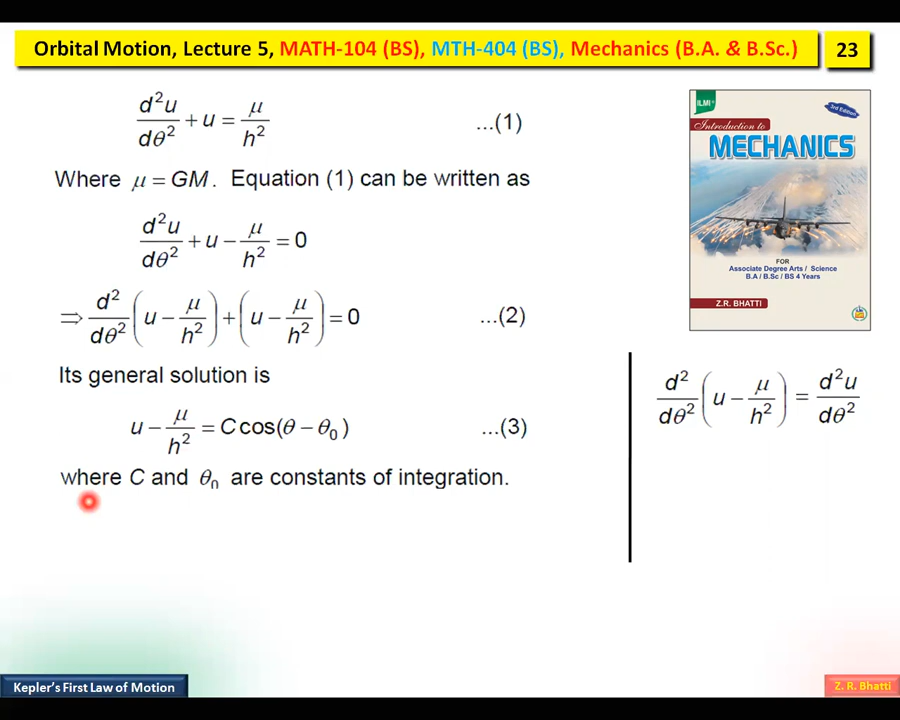 Orbital Motion, Lecture 5, MATH-104 (BS), MTH-404 (BS), Mechanics (B.A. & B.Sc.)
23
d²u/dθ² + u = μ/h² ...(1)
Where μ = GM. Equation (1) can be written as
d²u/dθ² + u − μ/h² = 0
⇒ d²/dθ² (u − μ/h²) + (u − μ/h²) = 0 ...(2)
Its general solution is
u − μ/h² = C cos(θ − θ₀) ...(3)
where C and θ₀ are constants of integration.
ILMI
3rd Edition
Introduction to
MECHANICS
FOR
Associate Degree Arts / Science
B.A / B.Sc / BS 4 Years
Z.R. BHATTI
d²/dθ² (u − μ/h²) = d²u/dθ²
Kepler's First Law of Motion
Z. R. Bhatti